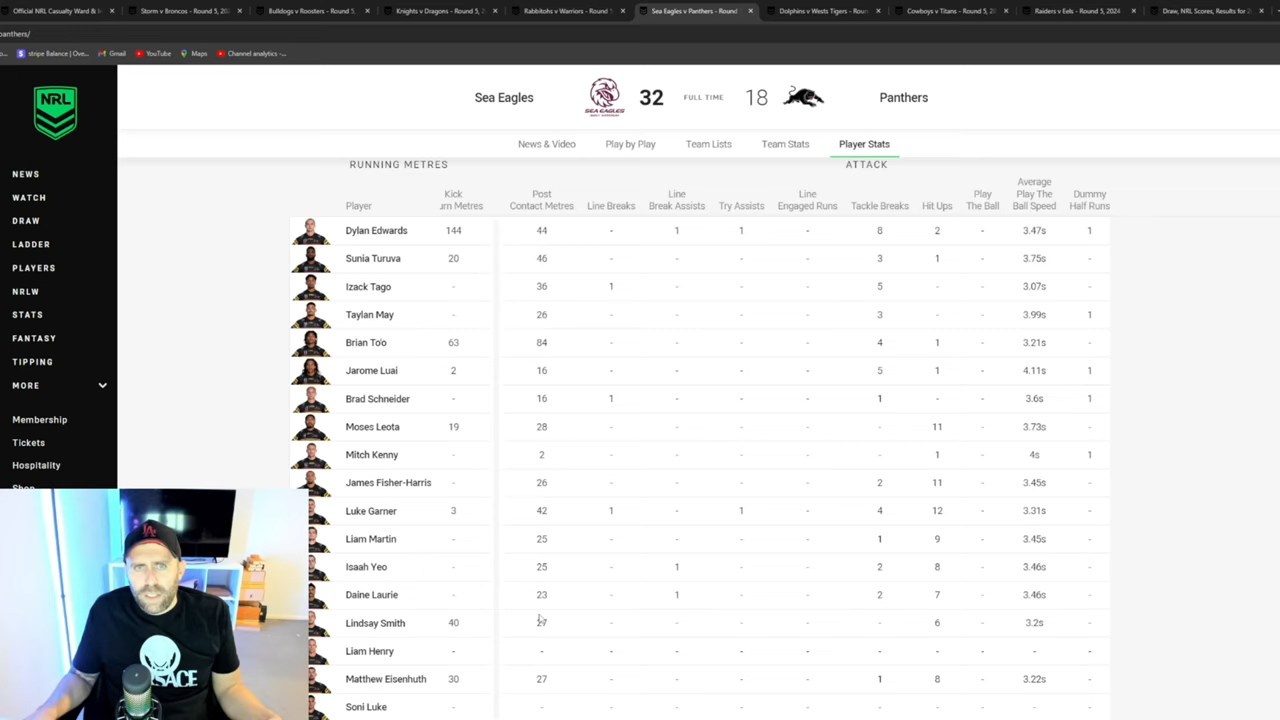 Official NRL Casualty Ward & In Storm v Broncos - Round 5, 202 Bulldogs v Roosters - Round 5, Knights v Dragons - Round 5, Rabbitohs v Warriors - Round 5 Sea Eagles v Panthers - Round Dolphins v Wests Tigers - Roun Cowboys v Titans - Round 5, 20 Raiders v Eels - Round 5, 2024 Draw, NRL Scores, Results for 2
panthers/
stripe Balance | Ove... Gmail YouTube Maps Channel analytics -...
NRL
Sea Eagles 32 FULL TIME 18 Panthers
SEA EAGLES
News & Video Play by Play Team Lists Team Stats Player Stats
NEWS
WATCH
DRAW
LADDER
PLAYERS
NRLW
STATS
FANTASY
TIPPING
MORE
Membership
Tickets
Hospitality
RUNNING METRES ATTACK
Player Kick urn Metres Post Contact Metres Line Breaks Line Break Assists Try Assists Line Engaged Runs Tackle Breaks Hit Ups Play The Ball Average Play The Ball Speed Dummy Half Runs
Dylan Edwards 144 44 - 1 1 - 8 2 - 3.47s 1
Sunia Turuva 20 46 - - - - 3 1 - 3.75s -
Izack Tago - 36 1 - - - 5 - - 3.07s -
Taylan May - 26 - - - - 3 - - 3.99s 1
Brian To'o 63 84 - - - - 4 1 - 3.21s -
Jarome Luai 2 16 - - - - 5 1 - 4.11s 1
Brad Schneider - 16 1 - - - 1 - - 3.6s 1
Moses Leota 19 28 - - - - - 11 - 3.73s -
Mitch Kenny - 2 - - - - - 1 - 4s 1
James Fisher-Harris - 26 - - - - 2 11 - 3.45s -
Luke Garner 3 42 1 - 1 - 4 12 - 3.31s -
Liam Martin - 25 - - - - 1 9 - 3.45s -
Isaah Yeo - 25 - 1 - - 2 8 - 3.46s -
Daine Laurie - 23 - 1 - - 2 7 - 3.46s -
Lindsay Smith 40 27 - - - - - 6 - 3.2s -
Liam Henry - - - - - - - - - - -
Matthew Eisenhuth 30 27 - - - - 1 8 - 3.22s -
Soni Luke - - - - - - - - - - -